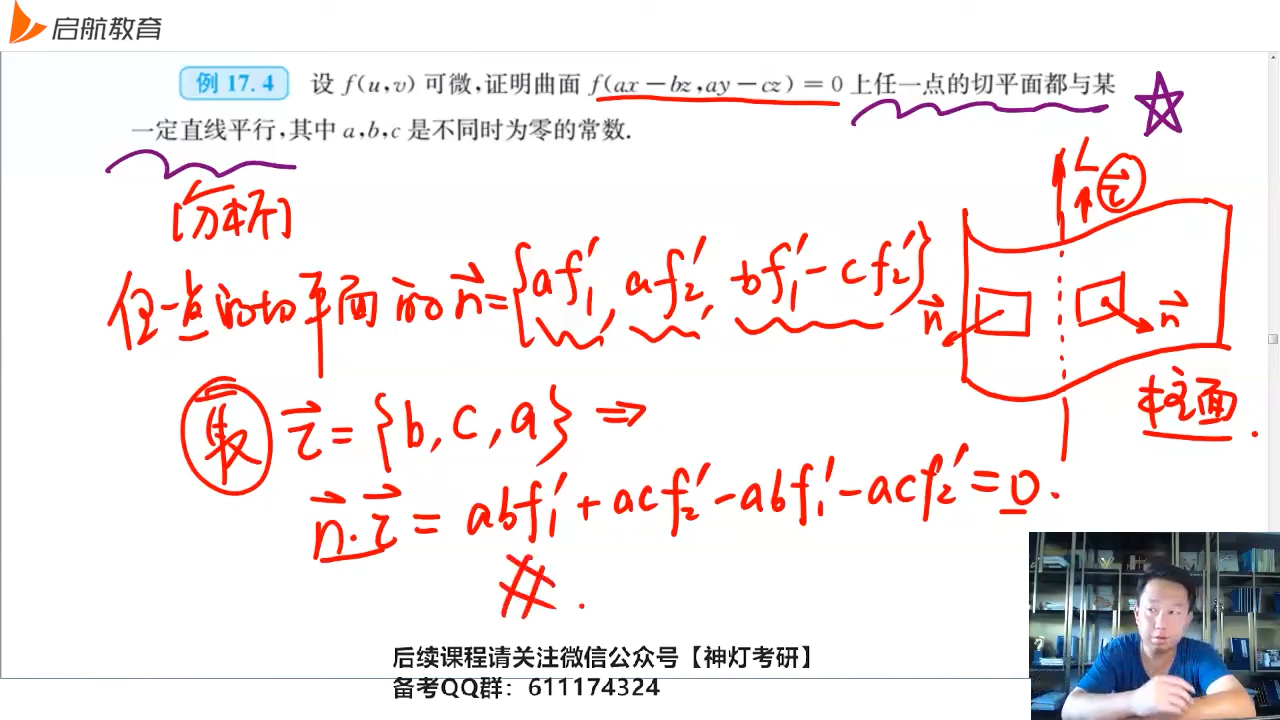 启航教育
例 17.4 设 f(u,v) 可微,证明曲面 f(ax-bz,ay-cz)=0 上任一点的切平面都与某
一定直线平行,其中 a,b,c 是不同时为零的常数.
[分析]
任一点的切平面的 n⃗ = {af₁′, af₂′, bf₁′-cf₂′}
取 τ⃗ = {b, c, a} ⇒
n⃗·τ⃗ = abf₁′+acf₂′-abf₁′-acf₂′=0.
L
τ⃗
n⃗
n⃗
柱面.
后续课程请关注微信公众号【神灯考研】
备考QQ群：611174324